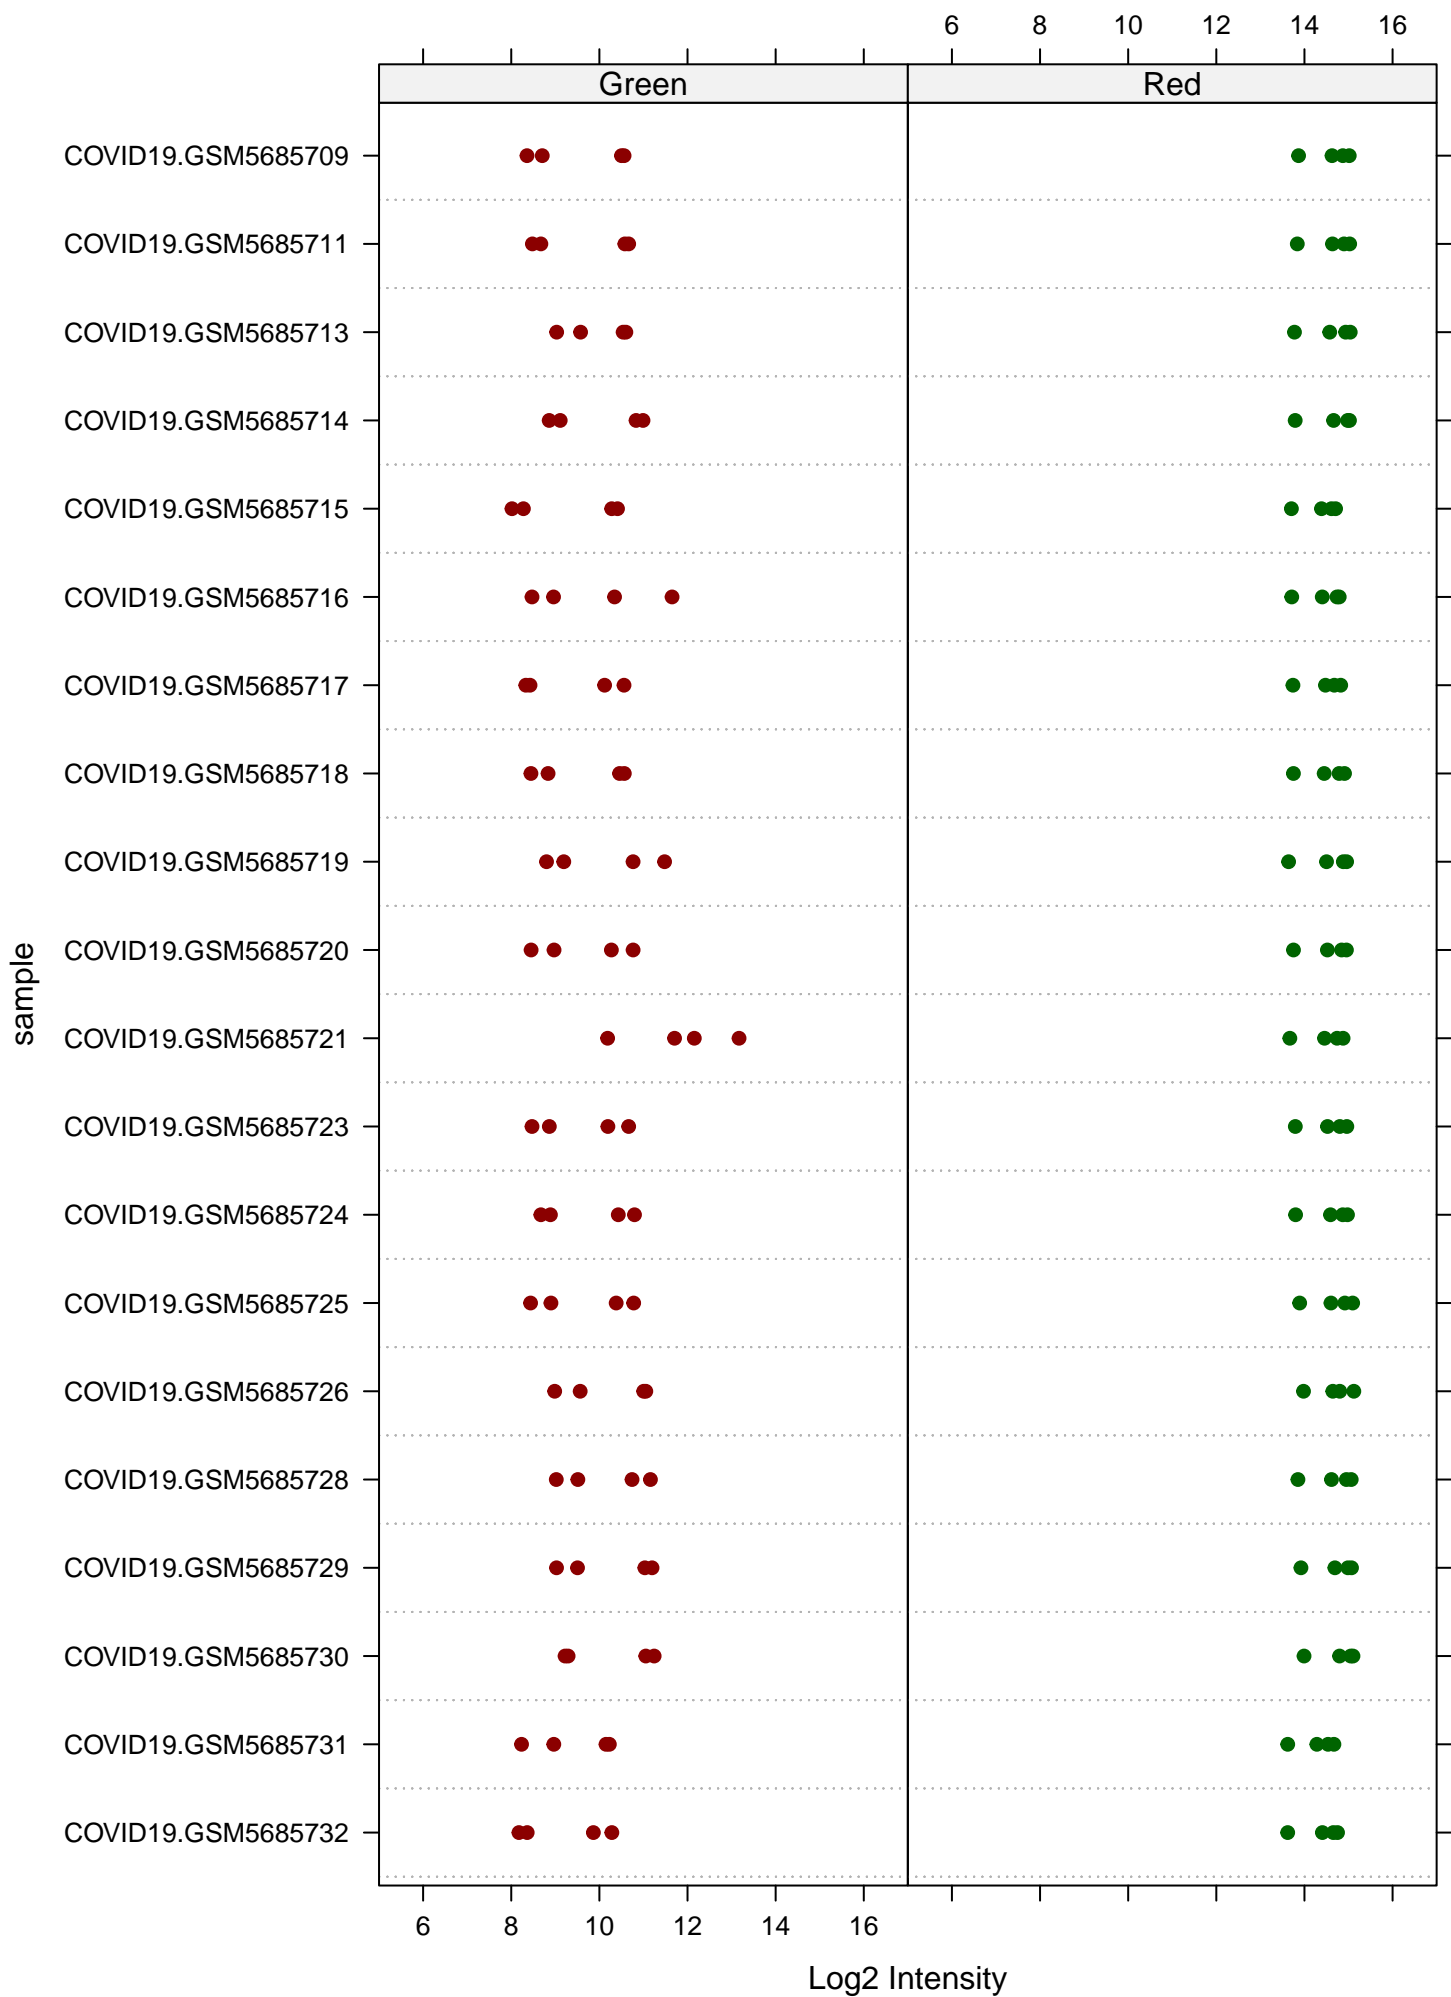 6 8 10 12 14 16
Green Red
COVID19.GSM5685709
COVID19.GSM5685711
COVID19.GSM5685713
COVID19.GSM5685714
COVID19.GSM5685715
COVID19.GSM5685716
COVID19.GSM5685717
COVID19.GSM5685718
COVID19.GSM5685719
COVID19.GSM5685720
COVID19.GSM5685721
COVID19.GSM5685723
COVID19.GSM5685724
COVID19.GSM5685725
COVID19.GSM5685726
COVID19.GSM5685728
COVID19.GSM5685729
COVID19.GSM5685730
COVID19.GSM5685731
COVID19.GSM5685732
sample
6 8 10 12 14 16
Log2 Intensity